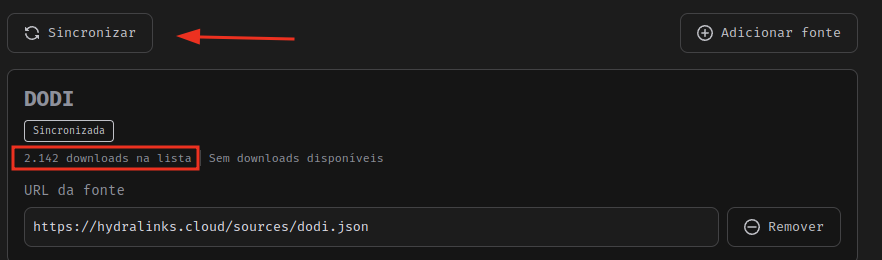 Sincronizar
Adicionar fonte
DODI
Sincronizada
2.142 downloads na lista | Sem downloads disponíveis
URL da fonte
https://hydralinks.cloud/sources/dodi.json
Remover